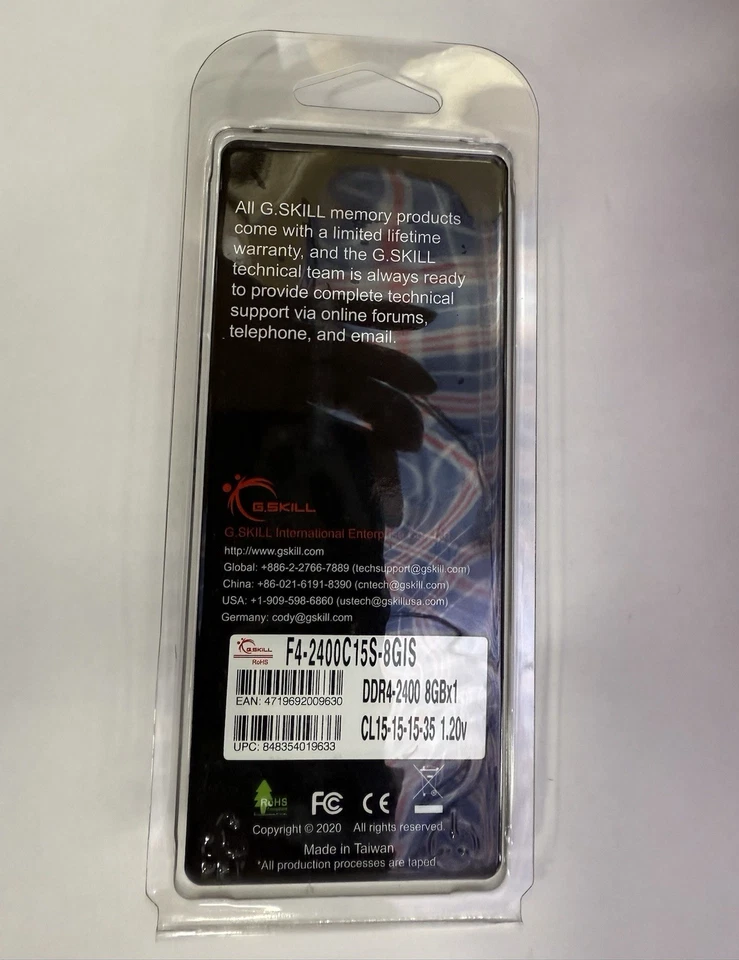 All G.SKILL memory products
come with a limited lifetime
warranty, and the G.SKILL
technical team is always ready
to provide complete technical
support via online forums,
telephone, and email.
G.SKILL
G.SKILL International
http://www.gskill.com
Global: +886-2-2766-7889 (techsupport@gskill.com)
China: +86-021-6191-8390 (cntech@gskill.com)
USA: +1-909-598-6860 (ustech@gskillusa.com)
Germany: cody@gskill.com
G.SKILL
RoHS
F4-2400C15S-8GIS
DDR4-2400 8GBx1
EAN: 4719692009630
CL15-15-15-35 1.20v
UPC: 848354019633
RoHS
FC CE
Copyright © 2020 All rights reserved.
Made in Taiwan
*All production processes are taped